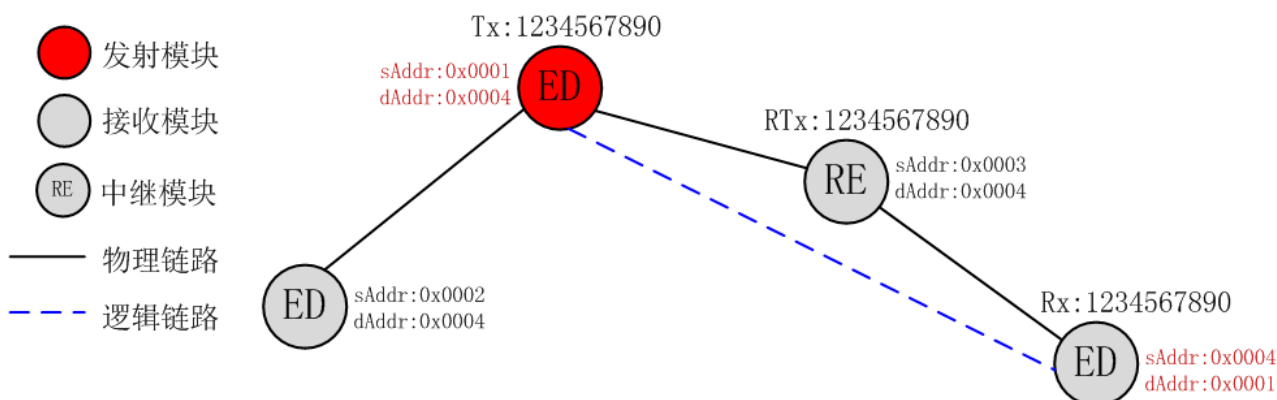 发射模块
接收模块
RE
中继模块
物理链路
逻辑链路
Tx:1234567890
sAddr:0x0001
dAddr:0x0004
ED
RTx:1234567890
RE
sAddr:0x0003
dAddr:0x0004
ED
sAddr:0x0002
dAddr:0x0004
Rx:1234567890
ED
sAddr:0x0004
dAddr:0x0001